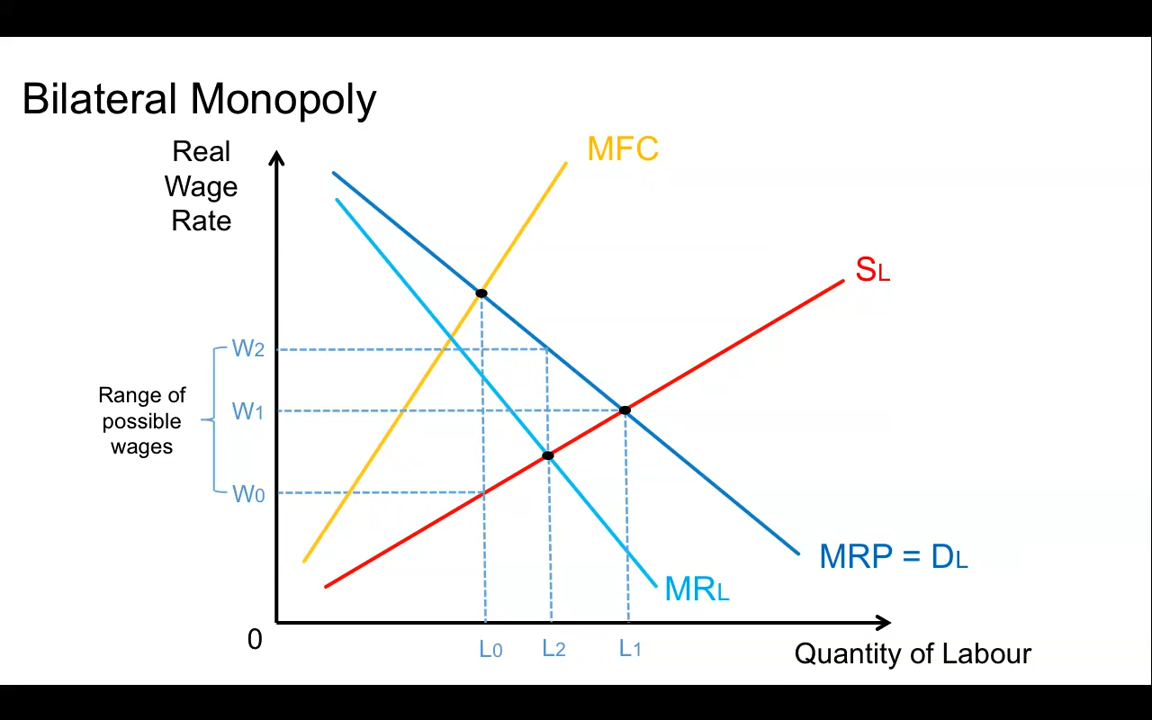 Bilateral Monopoly
Real
Wage
Rate
MFC
SL
W2
Range of
possible
wages
W1
W0
MRP = DL
MRL
0
L0
L2
L1
Quantity of Labour